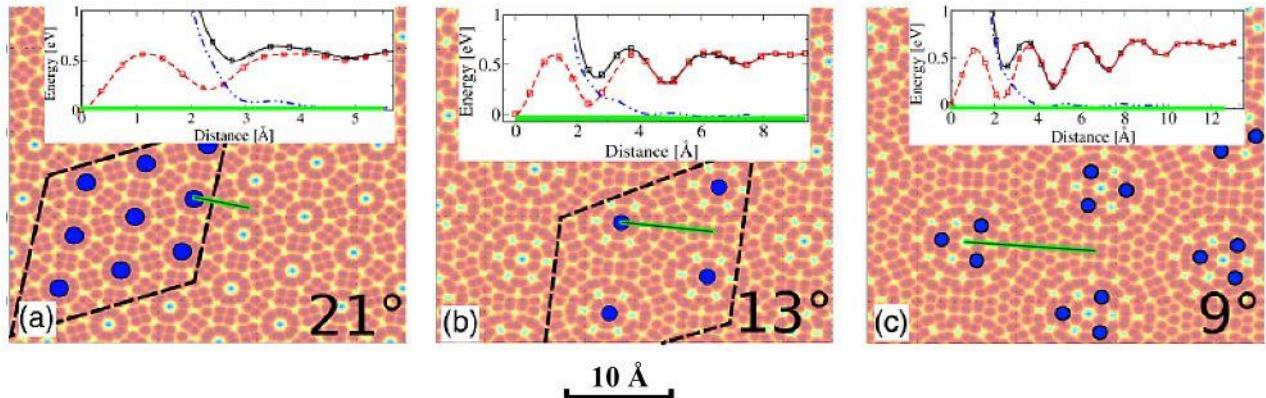 1
Energy [eV]
0.5
0
0 1 2 3 4 5
Distance [Å]
(a)
21°
1
Energy [eV]
0.5
0
0 2 4 6 8
Distance [Å]
(b)
13°
1
Energy [eV]
0.5
0
0 2 4 6 8 10 12
Distance [Å]
(c)
9°
10 Å